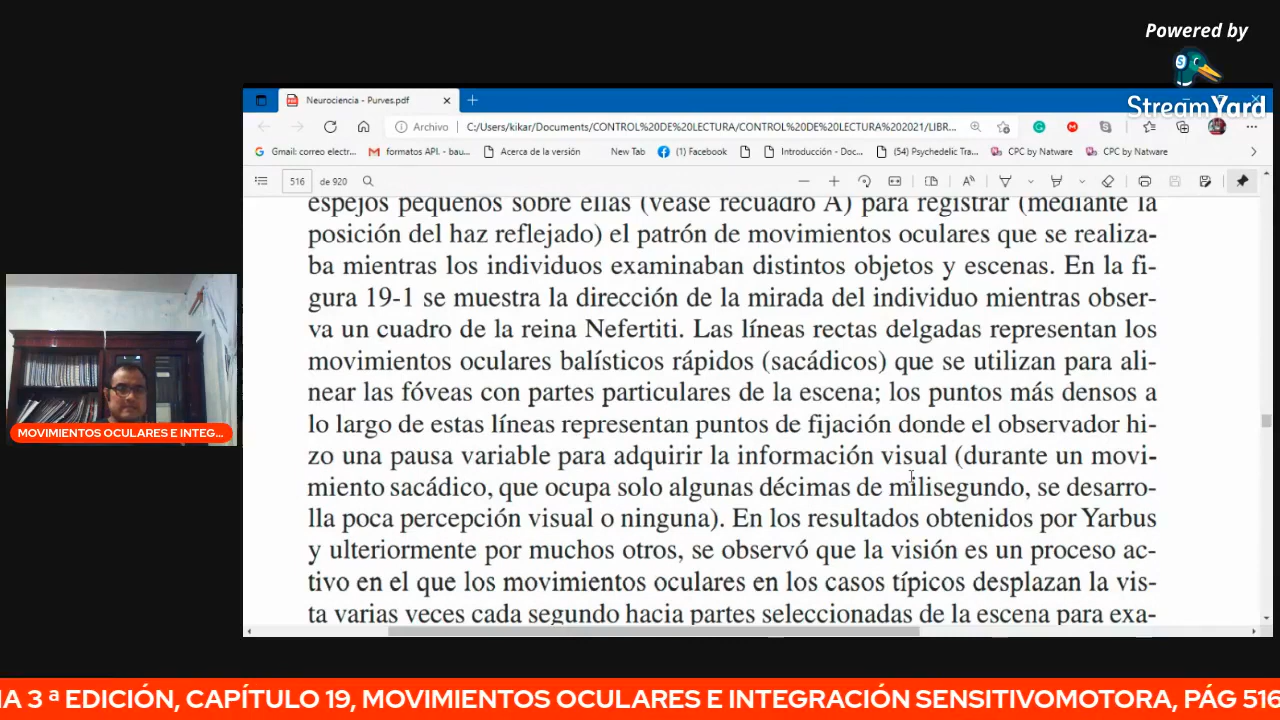 Powered by
StreamYard
Neurociencia - Purves.pdf
Archivo C:/Users/kikar/Documents/CONTROL%20DE%20LECTURA/CONTROL%20DE%20LECTURA%202021/LIBR...
Gmail: correo electr... formatos API. - bau... Acerca de la versión New Tab (1) Facebook Introducción - Doc... (54) Psychedelic Tra... CPC by Natware CPC by Natware
516 de 920
espejos pequenos sobre ellas (véase recuadro A) para registrar (mediante la
posición del haz reflejado) el patrón de movimientos oculares que se realiza-
ba mientras los individuos examinaban distintos objetos y escenas. En la fi-
gura 19-1 se muestra la dirección de la mirada del individuo mientras obser-
va un cuadro de la reina Nefertiti. Las líneas rectas delgadas representan los
movimientos oculares balísticos rápidos (sacádicos) que se utilizan para ali-
near las fóveas con partes particulares de la escena; los puntos más densos a
lo largo de estas líneas representan puntos de fijación donde el observador hi-
zo una pausa variable para adquirir la información visual (durante un movi-
miento sacádico, que ocupa solo algunas décimas de milisegundo, se desarro-
lla poca percepción visual o ninguna). En los resultados obtenidos por Yarbus
y ulteriormente por muchos otros, se observó que la visión es un proceso ac-
tivo en el que los movimientos oculares en los casos típicos desplazan la vis-
ta varias veces cada segundo hacia partes seleccionadas de la escena para exa-
MOVIMIENTOS OCULARES E INTEG...
IA 3 ª EDICIÓN, CAPÍTULO 19, MOVIMIENTOS OCULARES E INTEGRACIÓN SENSITIVOMOTORA, PÁG 516